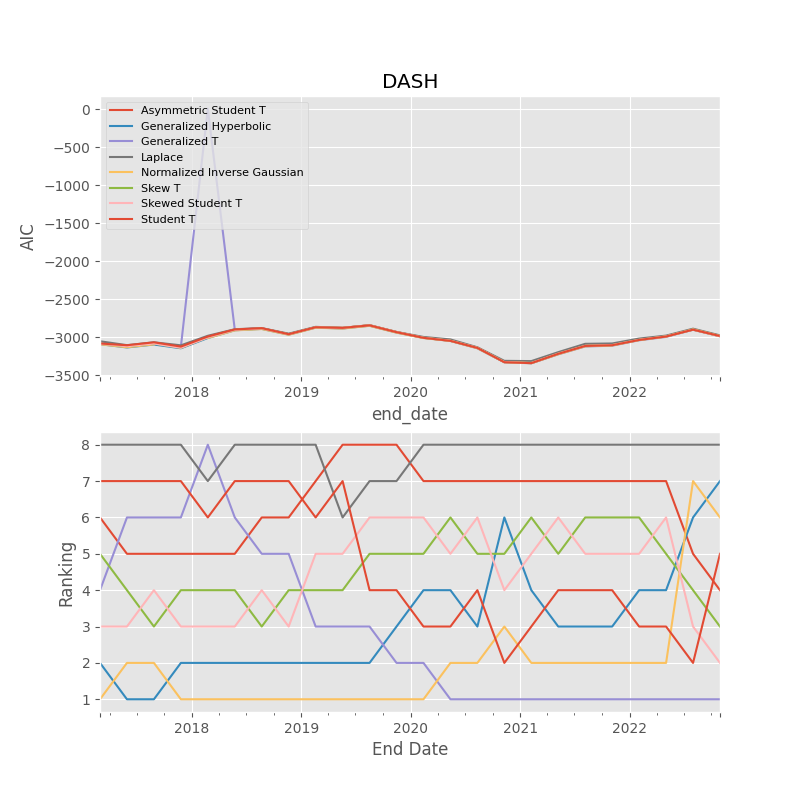 DASH
0
−500
−1000
−1500
−2000
−2500
−3000
−3500
AIC
Asymmetric Student T
Generalized Hyperbolic
Generalized T
Laplace
Normalized Inverse Gaussian
Skew T
Skewed Student T
Student T
2018 2019 2020 2021 2022
end_date
8
7
6
5
4
3
2
1
Ranking
2018 2019 2020 2021 2022
End Date